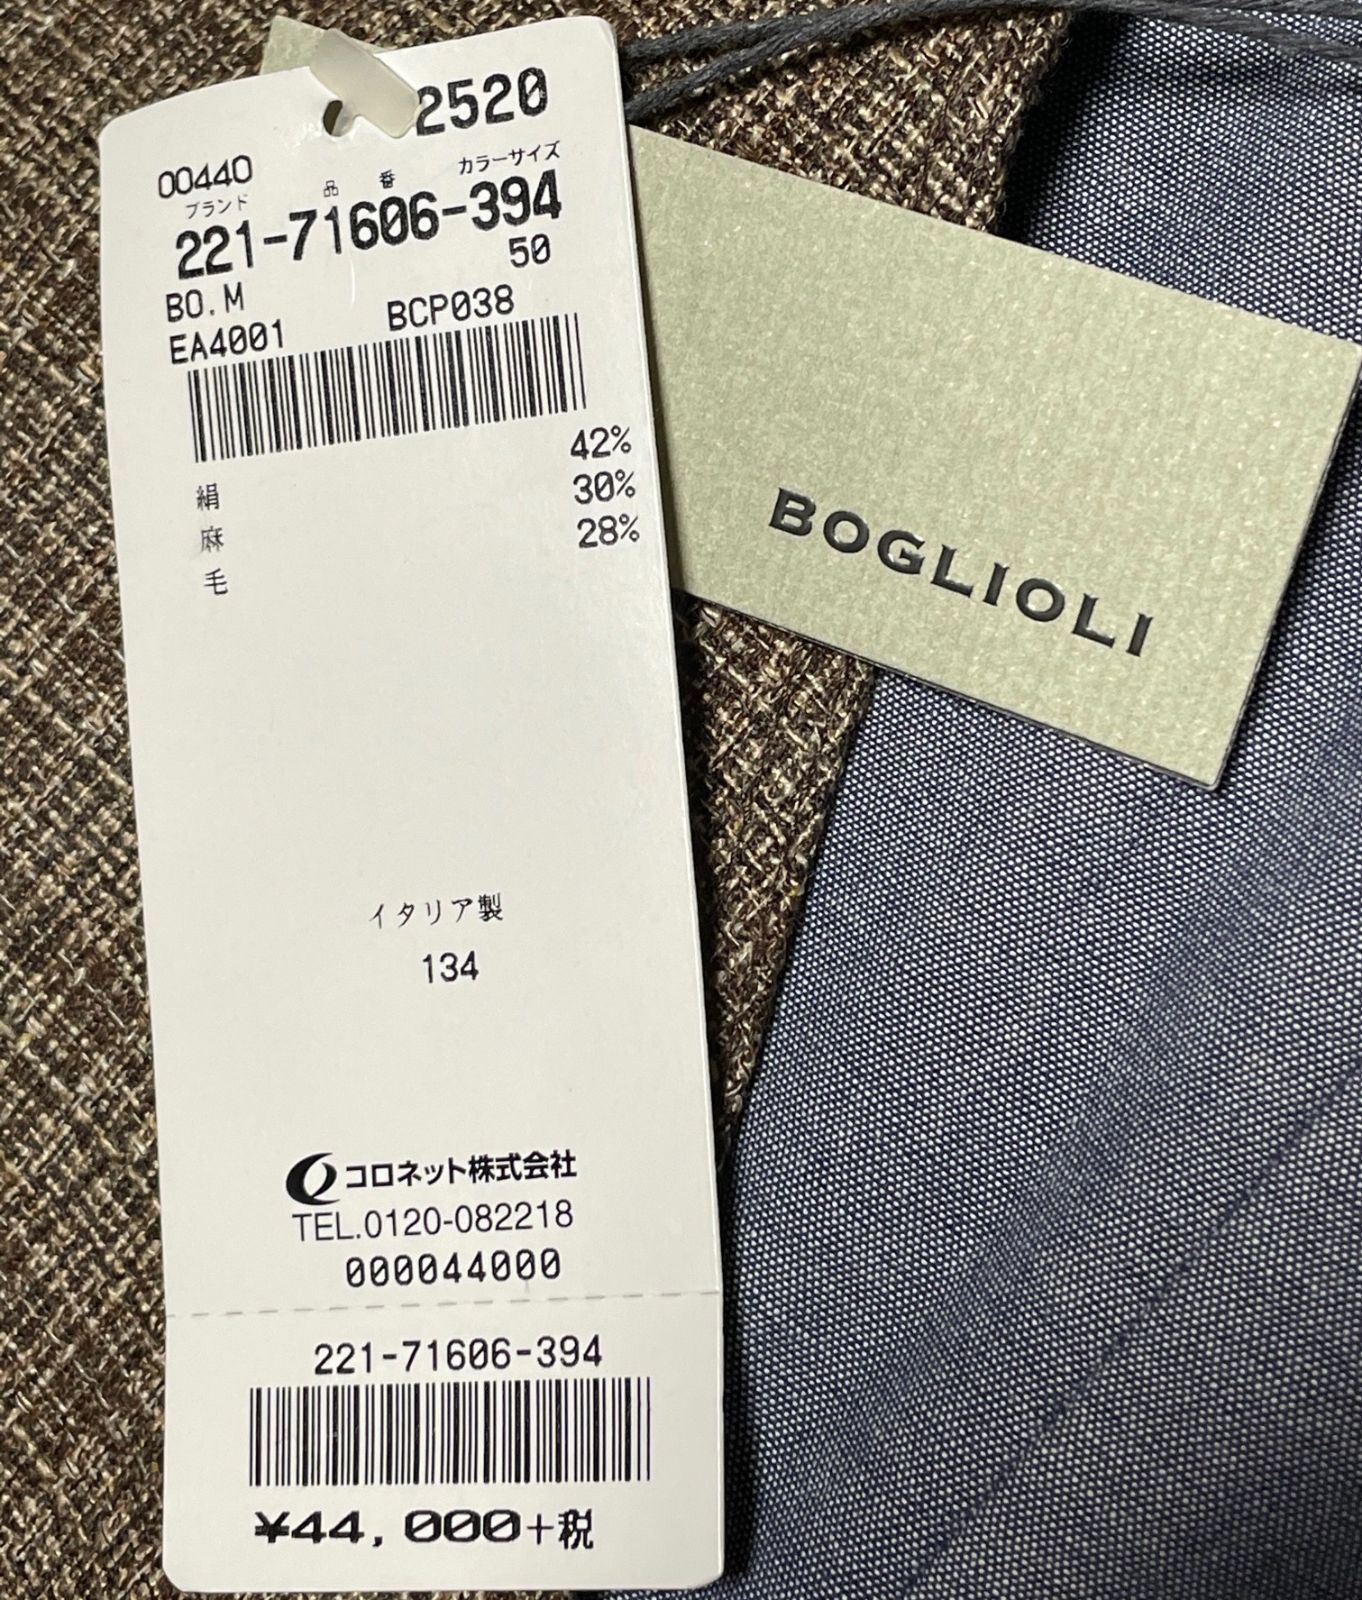 2520
00440
ブランド 品番 カラーサイズ
221-71606-394
50
BO.M
EA4001 BCP038
絹 42%
麻 30%
毛 28%
イタリア製
134
コロネット株式会社
TEL.0120-082218
000044000
221-71606-394
¥44,000+税
BOGLIOLI